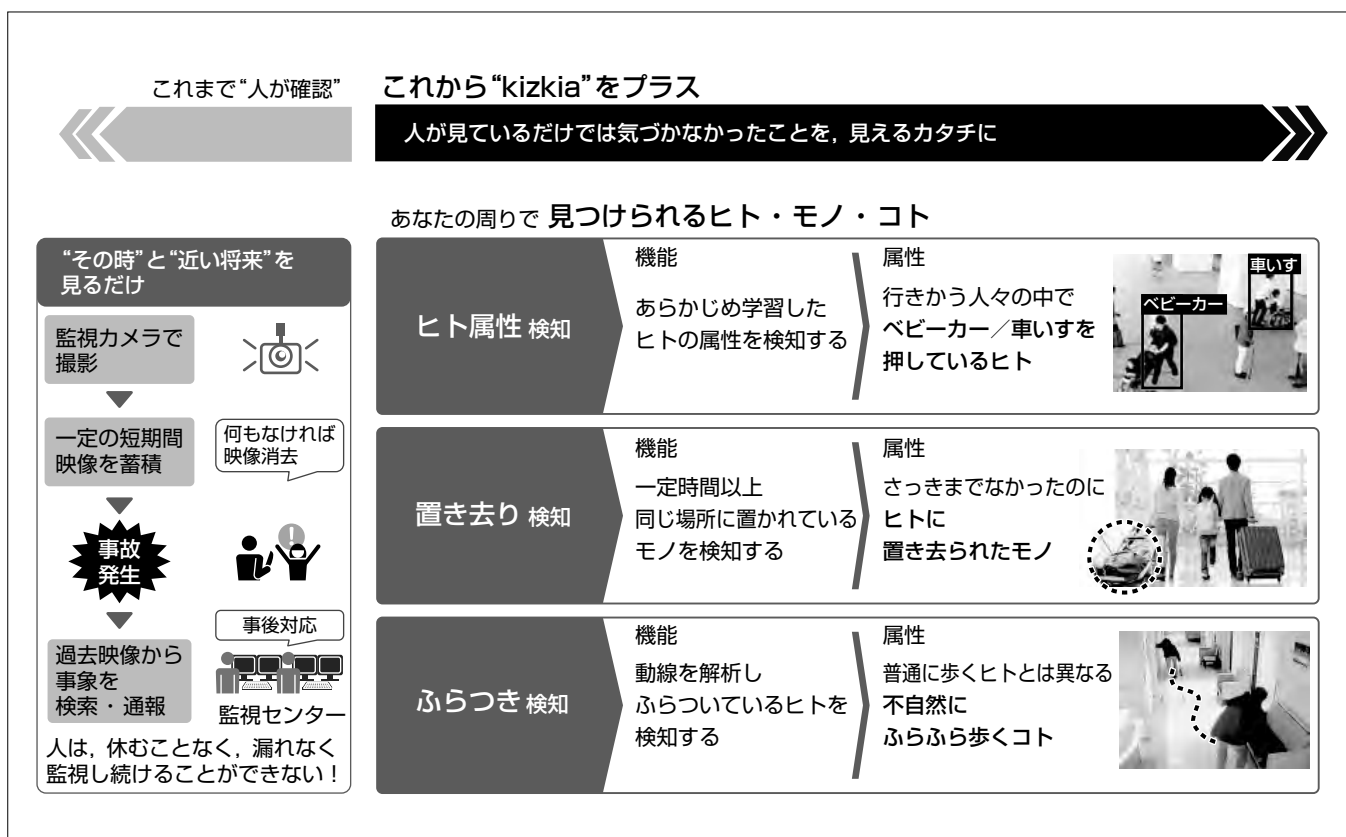 これまで“人が確認”
これから“kizkia”をプラス
人が見ているだけでは気づかなかったことを，見えるカタチに
あなたの周りで 見つけられるヒト・モノ・コト
“その時”と“近い将来”を
見るだけ
監視カメラで
撮影
一定の短期間
映像を蓄積
何もなければ
映像消去
事故
発生
事後対応
過去映像から
事象を
検索・通報
監視センター
人は，休むことなく，漏れなく
監視し続けることができない！
ヒト属性 検知
機能
あらかじめ学習した
ヒトの属性を検知する
属性
行きかう人々の中で
ベビーカー／車いすを
押しているヒト
車いす
ベビーカー
置き去り 検知
機能
一定時間以上
同じ場所に置かれている
モノを検知する
属性
さっきまでなかったのに
ヒトに
置き去られたモノ
ふらつき 検知
機能
動線を解析し
ふらついているヒトを
検知する
属性
普通に歩くヒトとは異なる
不自然に
ふらふら歩くコト